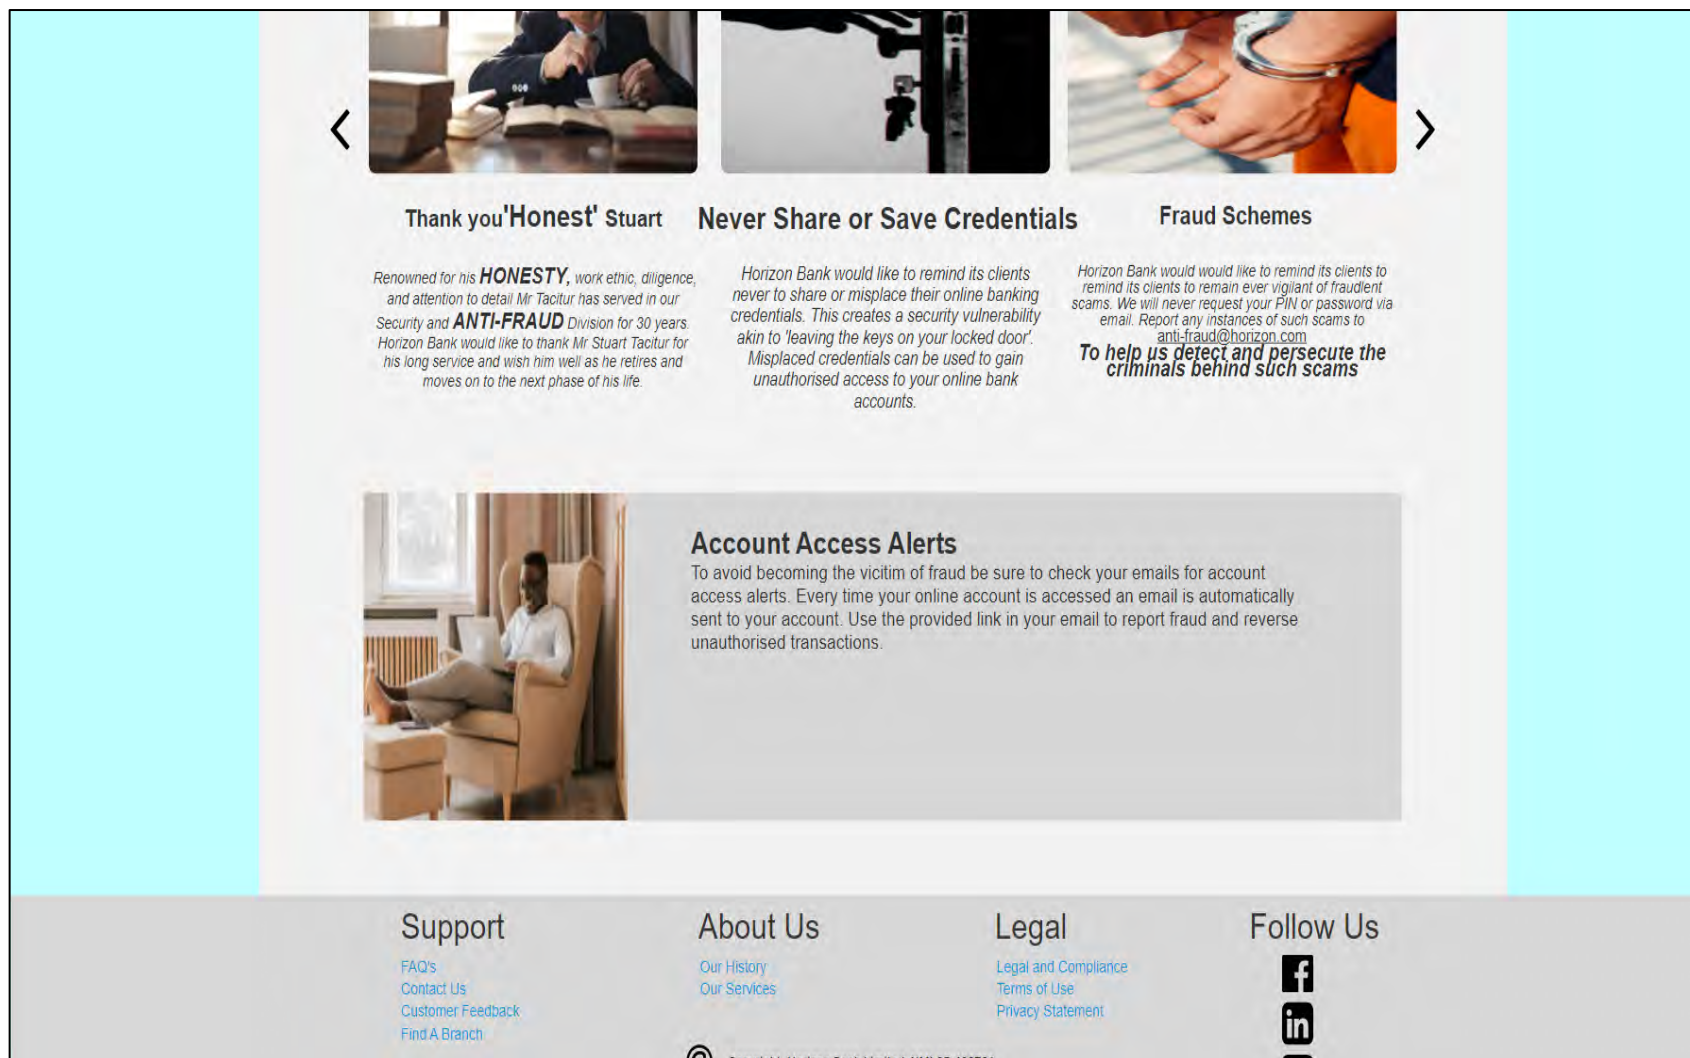 Thank you 'Honest' Stuart
Renowned for his HONESTY, work ethic, diligence,
and attention to detail Mr Tacitur has served in our
Security and ANTI-FRAUD Division for 30 years.
Horizon Bank would like to thank Mr Stuart Tacitur for
his long service and wish him well as he retires and
moves on to the next phase of his life.
Never Share or Save Credentials
Horizon Bank would like to remind its clients
never to share or misplace their online banking
credentials. This creates a security vulnerability
akin to 'leaving the keys on your locked door'.
Misplaced credentials can be used to gain
unauthorised access to your online bank
accounts.
Fraud Schemes
Horizon Bank would would like to remind its clients to
remind its clients to remain ever vigilant of fraudlent
scams. We will never request your PIN or password via
email. Report any instances of such scams to
anti-fraud@horizon.com
To help us detect and persecute the
criminals behind such scams
Account Access Alerts
To avoid becoming the vicitim of fraud be sure to check your emails for account
access alerts. Every time your online account is accessed an email is automatically
sent to your account. Use the provided link in your email to report fraud and reverse
unauthorised transactions.
Support
FAQ's
Contact Us
Customer Feedback
Find A Branch
About Us
Our History
Our Services
Legal
Legal and Compliance
Terms of Use
Privacy Statement
Follow Us